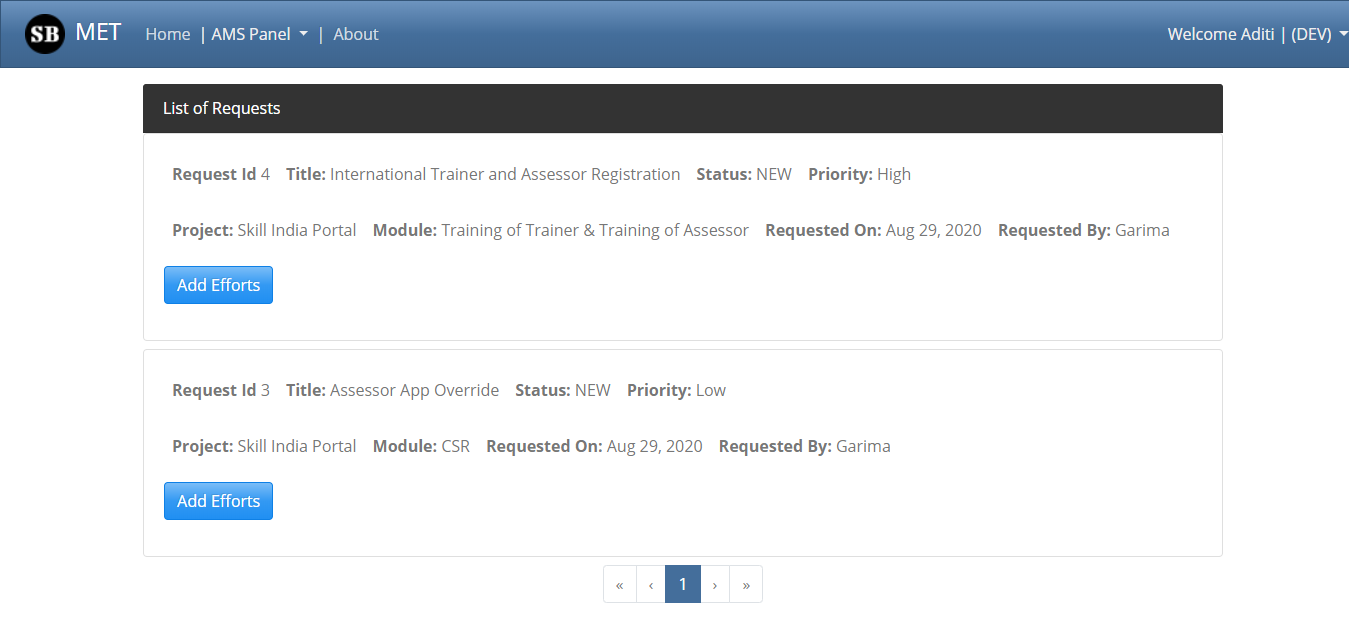 SB MET Home | AMS Panel | About Welcome Aditi | (DEV)
List of Requests
Request Id 4 Title: International Trainer and Assessor Registration Status: NEW Priority: High
Project: Skill India Portal Module: Training of Trainer & Training of Assessor Requested On: Aug 29, 2020 Requested By: Garima
Add Efforts
Request Id 3 Title: Assessor App Override Status: NEW Priority: Low
Project: Skill India Portal Module: CSR Requested On: Aug 29, 2020 Requested By: Garima
Add Efforts
« ‹ 1 › »